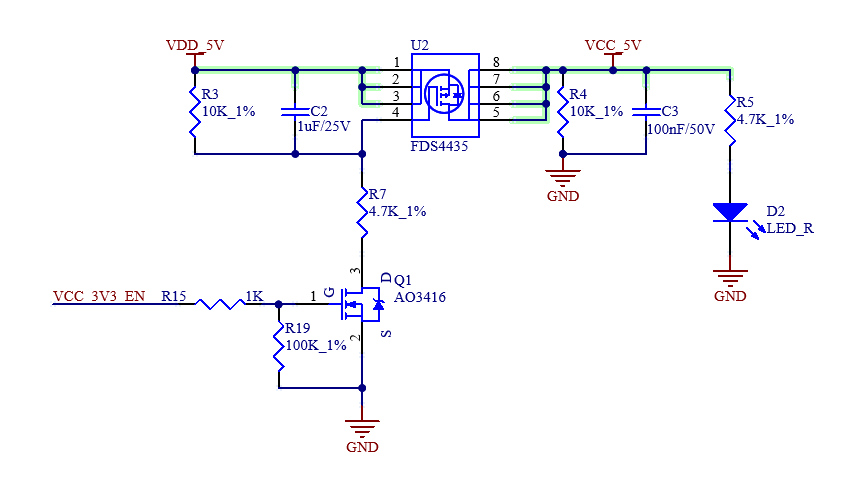 VDD_5V
U2
VCC_5V
1
2
3
4
8
7
6
5
R3
10K_1%
C2
1uF/25V
FDS4435
R4
10K_1%
C3
100nF/50V
R5
4.7K_1%
GND
R7
4.7K_1%
D2
LED_R
GND
3
D
Q1
AO3416
VCC_3V3_EN
R15
1K
1
G
R19
100K_1%
2
S
GND